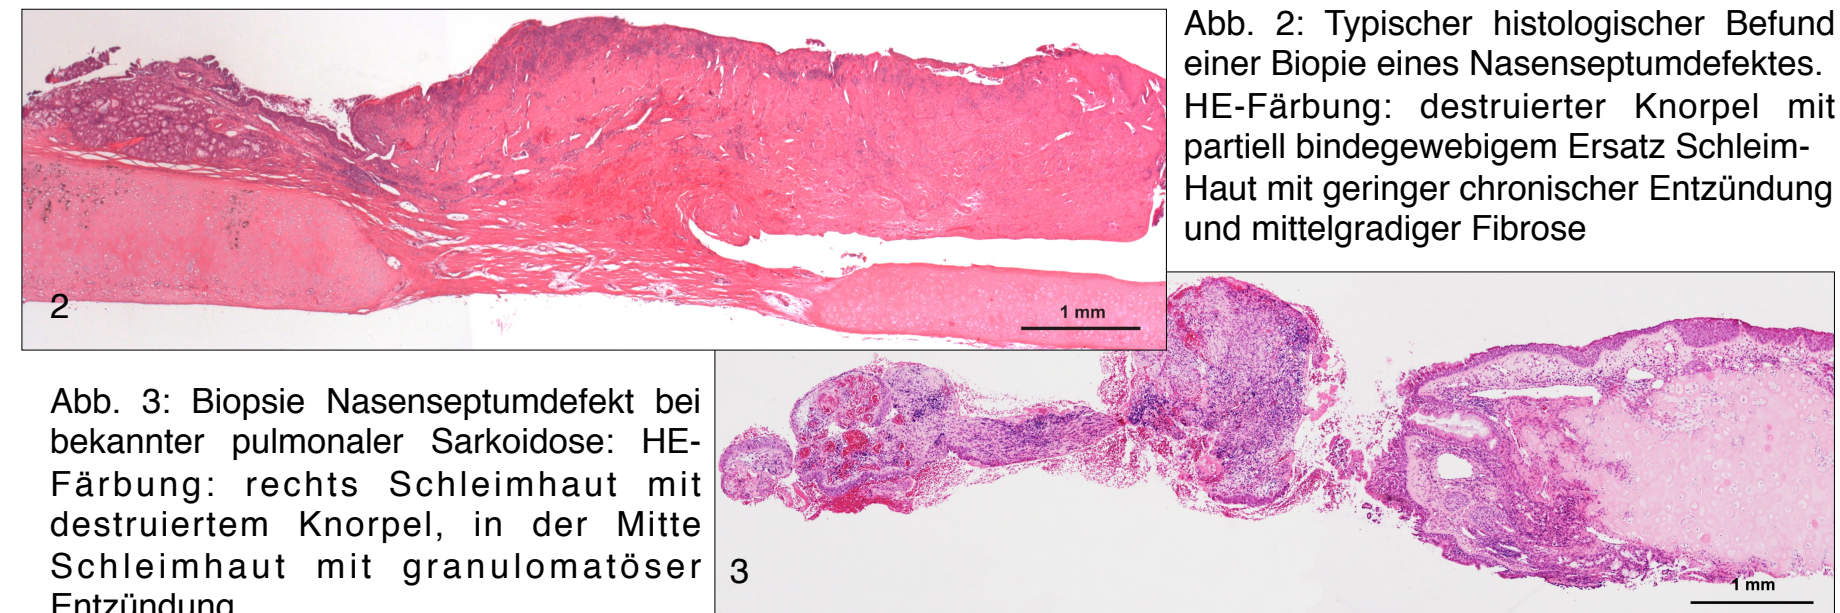 Abb. 2: Typischer histologischer Befund
einer Biopie eines Nasenseptumdefektes.
HE-Färbung: destruierter Knorpel mit
partiell bindegewebigem Ersatz Schleim-
Haut mit geringer chronischer Entzündung
und mittelgradiger Fibrose
2
1 mm
Abb. 3: Biopsie Nasenseptumdefekt bei
bekannter pulmonaler Sarkoidose: HE-
Färbung: rechts Schleimhaut mit
destruiertem Knorpel, in der Mitte
Schleimhaut mit granulomatöser
Entzündung
3
1 mm